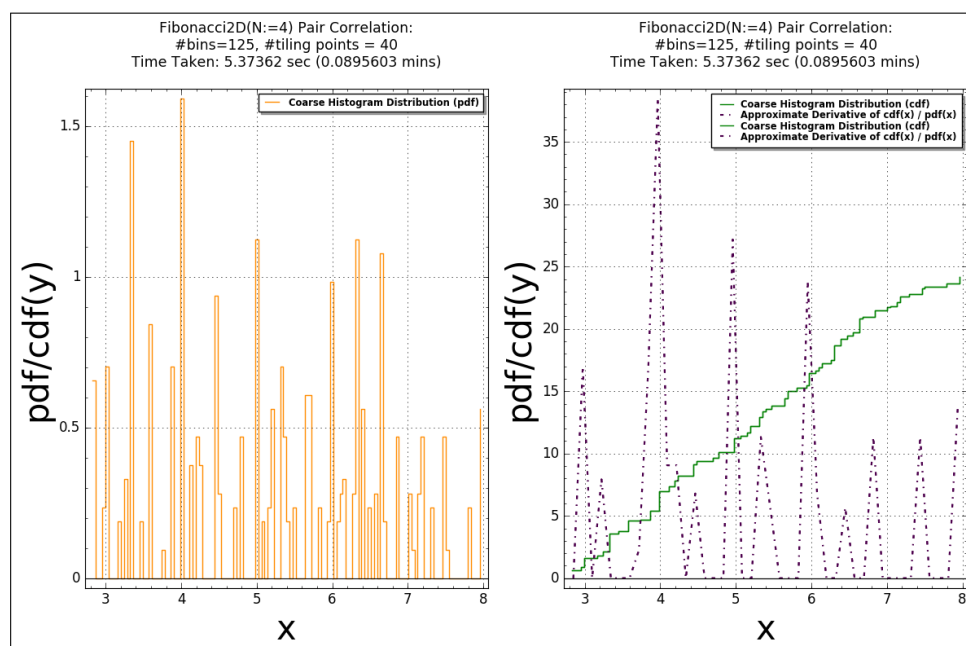 Fibonacci2D(N:=4) Pair Correlation:
#bins=125, #tiling points = 40
Time Taken: 5.37362 sec (0.0895603 mins)
Coarse Histogram Distribution (pdf)
1.5
1
0.5
0
pdf/cdf(y)
3 4 5 6 7 8
x
Fibonacci2D(N:=4) Pair Correlation:
#bins=125, #tiling points = 40
Time Taken: 5.37362 sec (0.0895603 mins)
Coarse Histogram Distribution (cdf)
Approximate Derivative of cdf(x) / pdf(x)
Coarse Histogram Distribution (cdf)
Approximate Derivative of cdf(x) / pdf(x)
35
30
25
20
15
10
5
0
pdf/cdf(y)
3 4 5 6 7 8
x